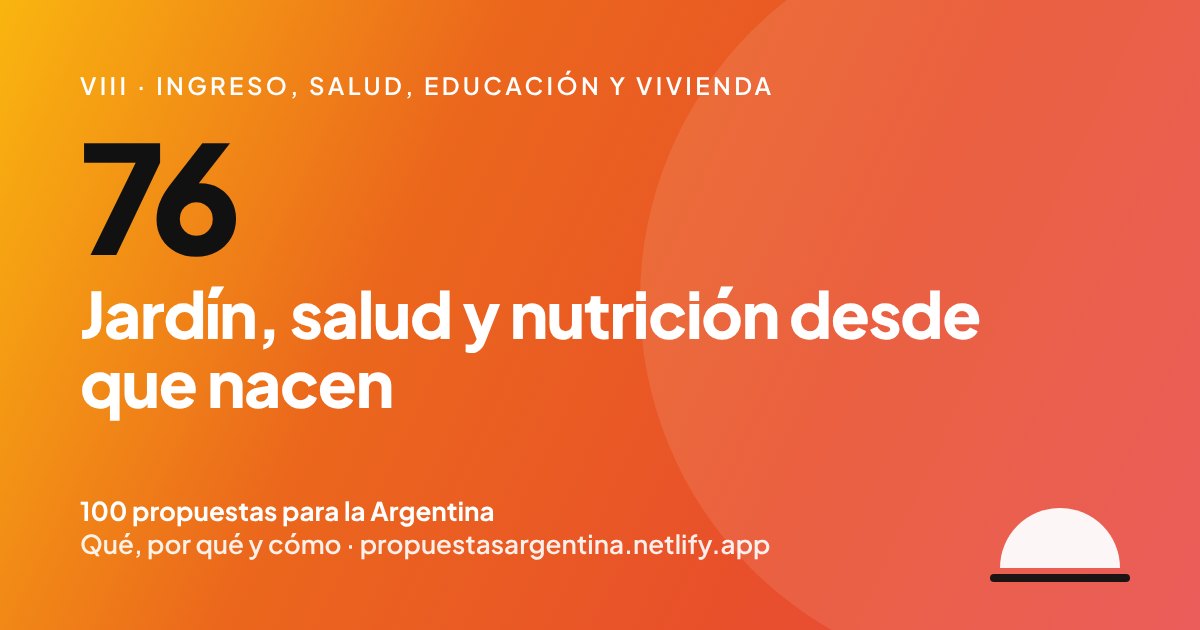 VIII · INGRESO, SALUD, EDUCACIÓN Y VIVIENDA
76
Jardín, salud y nutrición desde
que nacen
100 propuestas para la Argentina
Qué, por qué y cómo · propuestasargentina.netlify.app